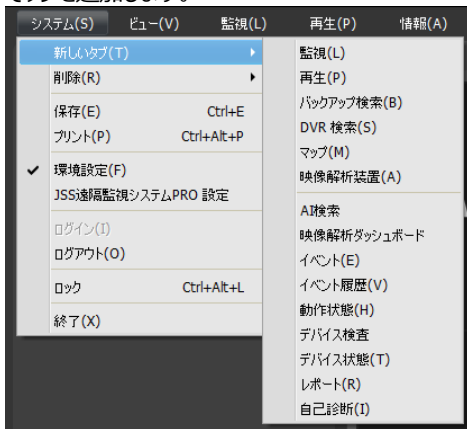 システム(S) ビュー(V) 監視(L) 再生(P) 情報(A)
新しいタブ(T)
削除(R)
保存(E) Ctrl+E
プリント(P) Ctrl+Alt+P
環境設定(F)
JSS遠隔監視システムPRO 設定
ログイン(I)
ログアウト(O)
ロック Ctrl+Alt+L
終了(X)
監視(L)
再生(P)
バックアップ検索(B)
DVR 検索(S)
マップ(M)
映像解析装置(A)
AI検索
映像解析ダッシュボード
イベント(E)
イベント履歴(V)
動作状態(H)
デバイス検査
デバイス状態(T)
レポート(R)
自己診断(I)